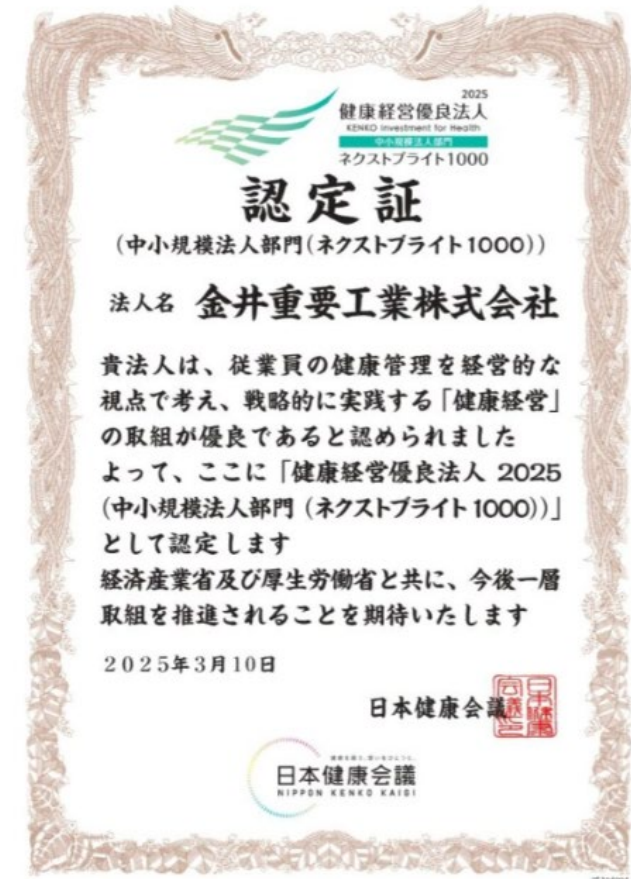 2025
健康経営優良法人
KENKO Investment for Health
中小規模法人部門
ネクストブライト1000
認定証
(中小規模法人部門(ネクストブライト1000))
法人名 金井重要工業株式会社
貴法人は、従業員の健康管理を経営的な
視点で考え、戦略的に実践する「健康経営」
の取組が優良であると認められました
よって、ここに「健康経営優良法人 2025
(中小規模法人部門 (ネクストブライト1000))」
として認定します
経済産業省及び厚生労働省と共に、今後一層
取組を推進されることを期待いたします
2025年3月10日
日本健康会議
日本健康会議
NIPPON KENKO KAIGI